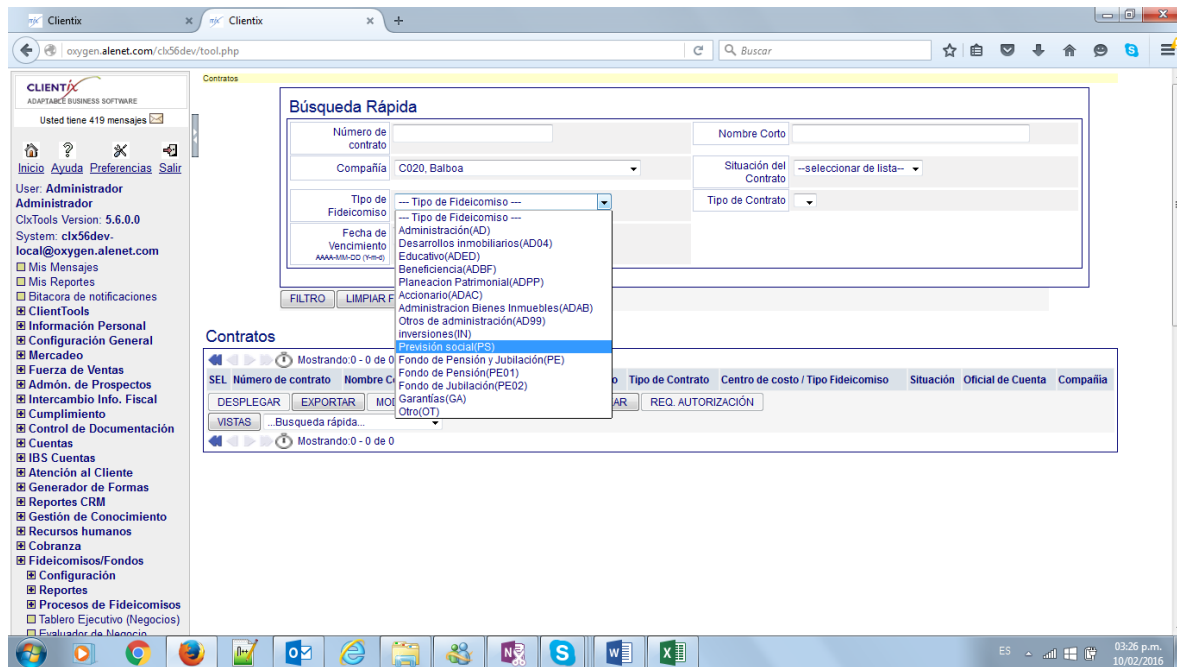 Clientix
Clientix
oxygen.alenet.com/clx56dev/tool.php
Buscar
CLIENTIX
ADAPTABLE BUSINESS SOFTWARE
Usted tiene 419 mensajes
Inicio Ayuda Preferencias Salir
User: Administrador
Administrador
ClxTools Version: 5.6.0.0
System: clx56dev-
local@oxygen.alenet.com
Mis Mensajes
Mis Reportes
Bitacora de notificaciones
ClientTools
Información Personal
Configuración General
Mercadeo
Fuerza de Ventas
Admón. de Prospectos
Intercambio Info. Fiscal
Cumplimiento
Control de Documentación
Cuentas
IBS Cuentas
Atención al Cliente
Generador de Formas
Reportes CRM
Gestión de Conocimiento
Recursos humanos
Cobranza
Fideicomisos/Fondos
Configuración
Reportes
Procesos de Fideicomisos
Tablero Ejecutivo (Negocios)
Evaluador de Negocio
Contratos
Búsqueda Rápida
Número de
contrato
Nombre Corto
Compañía C020, Balboa
Situación del
Contrato
--seleccionar de lista--
TIpo de
Fideicomiso
--- Tipo de Fideicomiso ---
Tipo de Contrato
Fecha de
Vencimiento
AAAA-MM-DD (Y-m-d)
--- Tipo de Fideicomiso ---
Administración(AD)
Desarrollos inmobiliarios(AD04)
Educativo(ADED)
Beneficiencia(ADBF)
Planeacion Patrimonial(ADPP)
Accionario(ADAC)
Administracion Bienes Inmuebles(ADAB)
Otros de administración(AD99)
inversiones(IN)
Previsión social(PS)
Fondo de Pensión y Jubilación(PE)
Fondo de Pensión(PE01)
Fondo de Jubilación(PE02)
Garantías(GA)
Otro(OT)
FILTRO LIMPIAR F
Contratos
Mostrando:0 - 0 de 0
SEL Número de contrato Nombre C o Tipo de Contrato Centro de costo / Tipo Fideicomiso Situación Oficial de Cuenta Compañia
DESPLEGAR EXPORTAR MO AR REQ. AUTORIZACIÓN
VISTAS ...Busqueda rápida...
Mostrando:0 - 0 de 0
ES
03:26 p.m.
10/02/2016